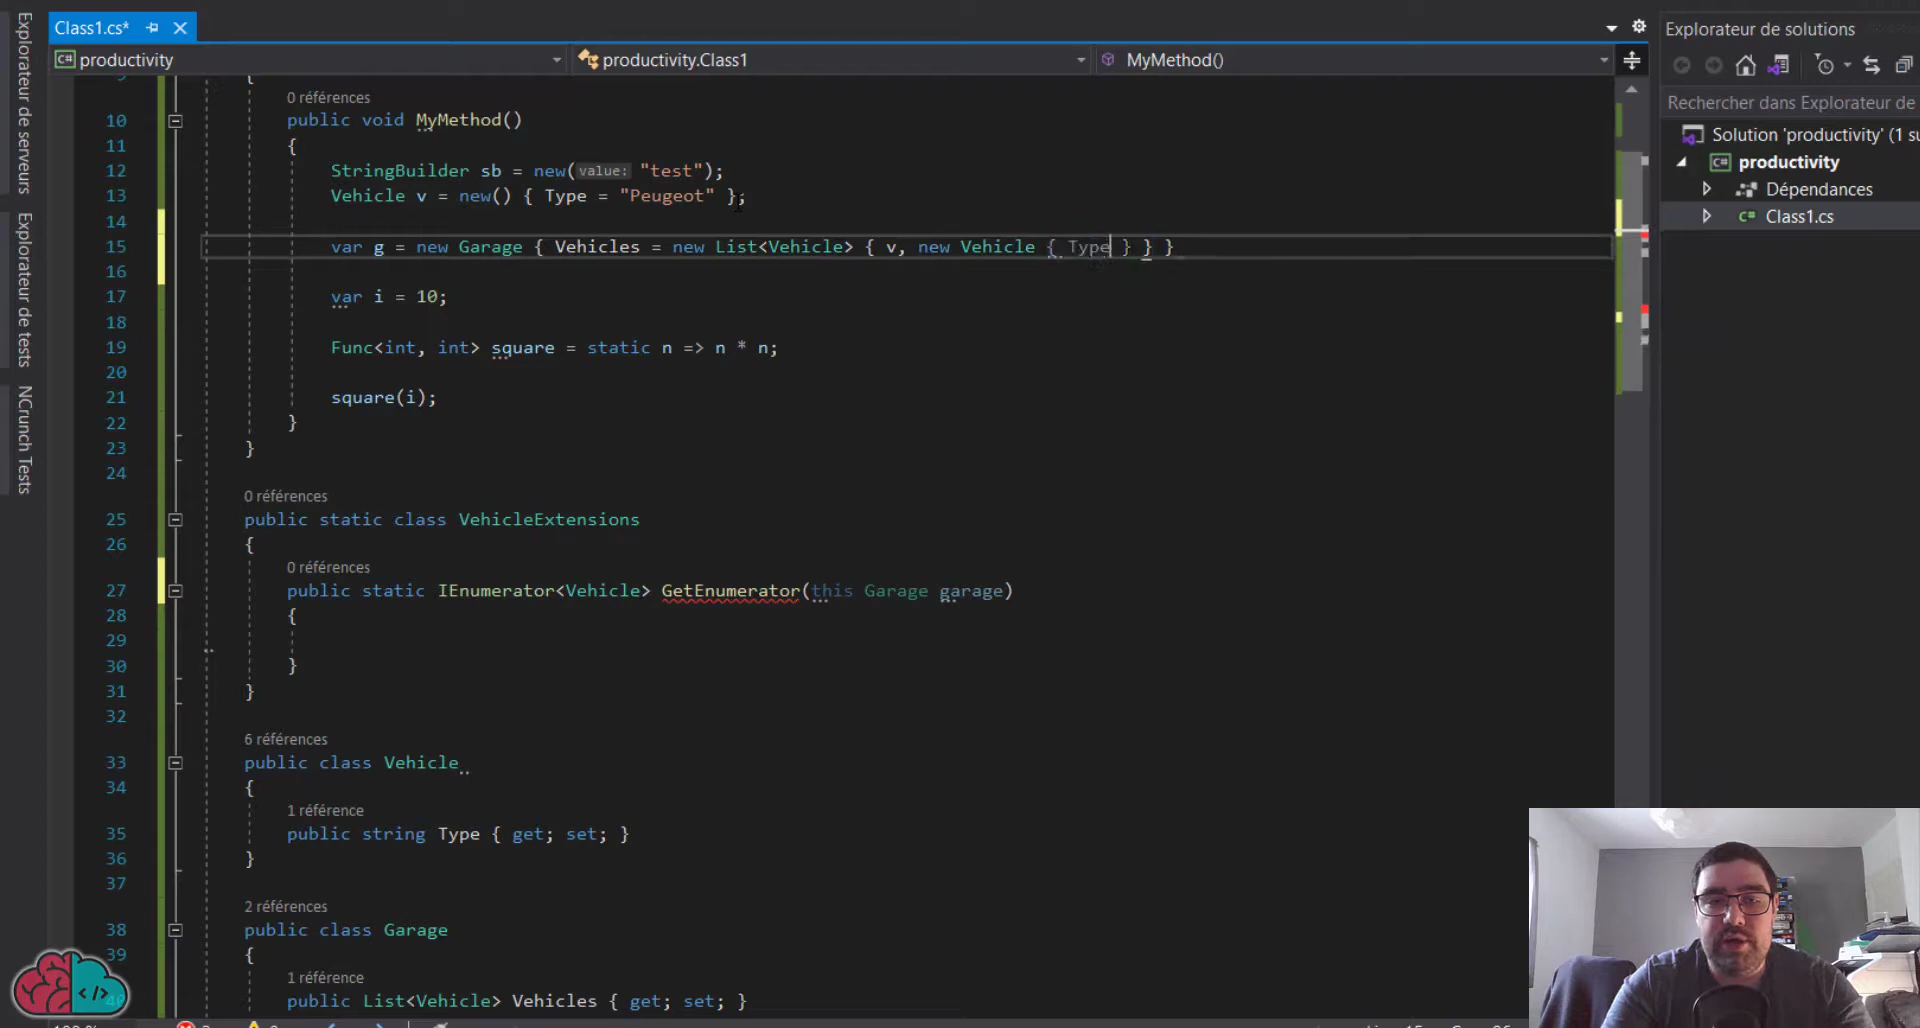 Class1.cs*
Explorateur de solutions
productivity
productivity.Class1
MyMethod()
Rechercher dans Explorateur de
Solution 'productivity' (1 su
productivity
Dépendances
Class1.cs
Explorateur de serveurs
Explorateur de tests
NCrunch Tests
9 {
0 références
10 public void MyMethod()
11 {
12 StringBuilder sb = new(value: "test");
13 Vehicle v = new() { Type = "Peugeot" };
14
15 var g = new Garage { Vehicles = new List<Vehicle> { v, new Vehicle { Type } } }
16
17 var i = 10;
18
19 Func<int, int> square = static n => n * n;
20
21 square(i);
22 }
23 }
24
0 références
25 public static class VehicleExtensions
26 {
0 références
27 public static IEnumerator<Vehicle> GetEnumerator(this Garage garage)
28 {
29
30 }
31 }
32
6 références
33 public class Vehicle
34 {
1 référence
35 public string Type { get; set; }
36 }
37
2 références
38 public class Garage
39 {
1 référence
40 public List<Vehicle> Vehicles { get; set; }